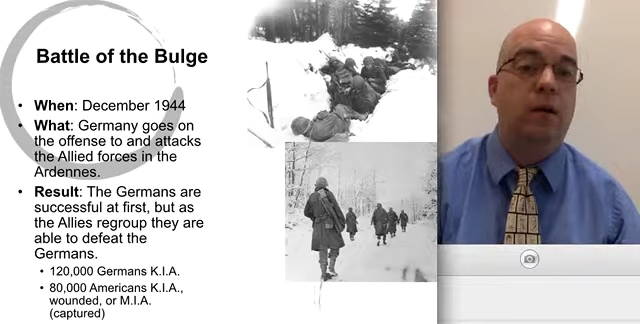 Battle of the Bulge
• When: December 1944
• What: Germany goes on
the offense to and attacks
the Allied forces in the
Ardennes.
• Result: The Germans are
successful at first, but as
the Allies regroup they are
able to defeat the
Germans.
• 120,000 Germans K.I.A.
• 80,000 Americans K.I.A.,
wounded, or M.I.A.
(captured)